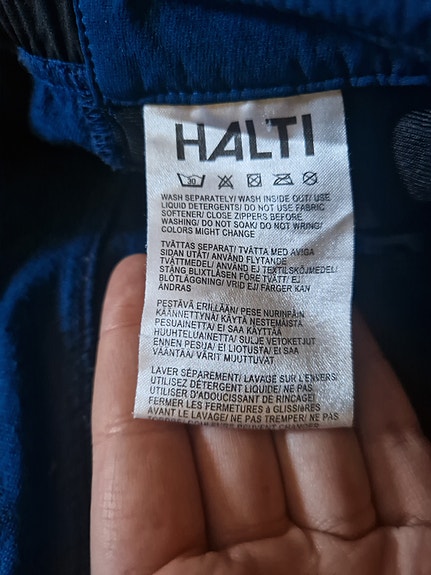 HALTI
30
WASH SEPARATELY/ WASH INSIDE OUT/ USE
LIQUID DETERGENTS/ DO NOT USE FABRIC
SOFTENER/ CLOSE ZIPPERS BEFORE
WASHING/ DO NOT SOAK/ DO NOT WRING/
COLORS MIGHT CHANGE
TVÄTTAS SEPARAT/ TVÄTTA MED AVIGA
SIDAN UTÅT/ ANVÄND FLYTANDE
TVÄTTMEDEL/ ANVÄND EJ TEXTILSKÖJMEDEL/
STÄNG BLIXTLÅSEN FÖRE TVÄTT/ EJ
BLÖTLÄGGNING/ VRID EJ/ FÄRGER KAN
ÄNDRAS
PESTÄVÄ ERILLÄÄN/ PESE NURINPÄIN
KÄÄNNETTYNÄ/ KÄYTÄ NESTEMÄISTÄ
PESUAINETTA/ EI SAA KÄYTTÄÄ
HUUHTELUAINETTA/ SULJE VETOKETJUT
ENNEN PESUA/ EI LIOTUSTA/ EI SAA
VÄÄNTÄÄ/ VÄRIT MUUTTUVAT
LAVER SÉPARÉMENT/ LAVAGE SUR L'ENVERS/
UTILISEZ DÉTERGENT LIQUIDE/ NE PAS
UTILISER D'ADOUCISSANT DE RINCAGE/
FERMER LES FERMETURES À GLISSIÈRES
AVANT LE LAVAGE/ NE PAS TREMPER/ NE PAS